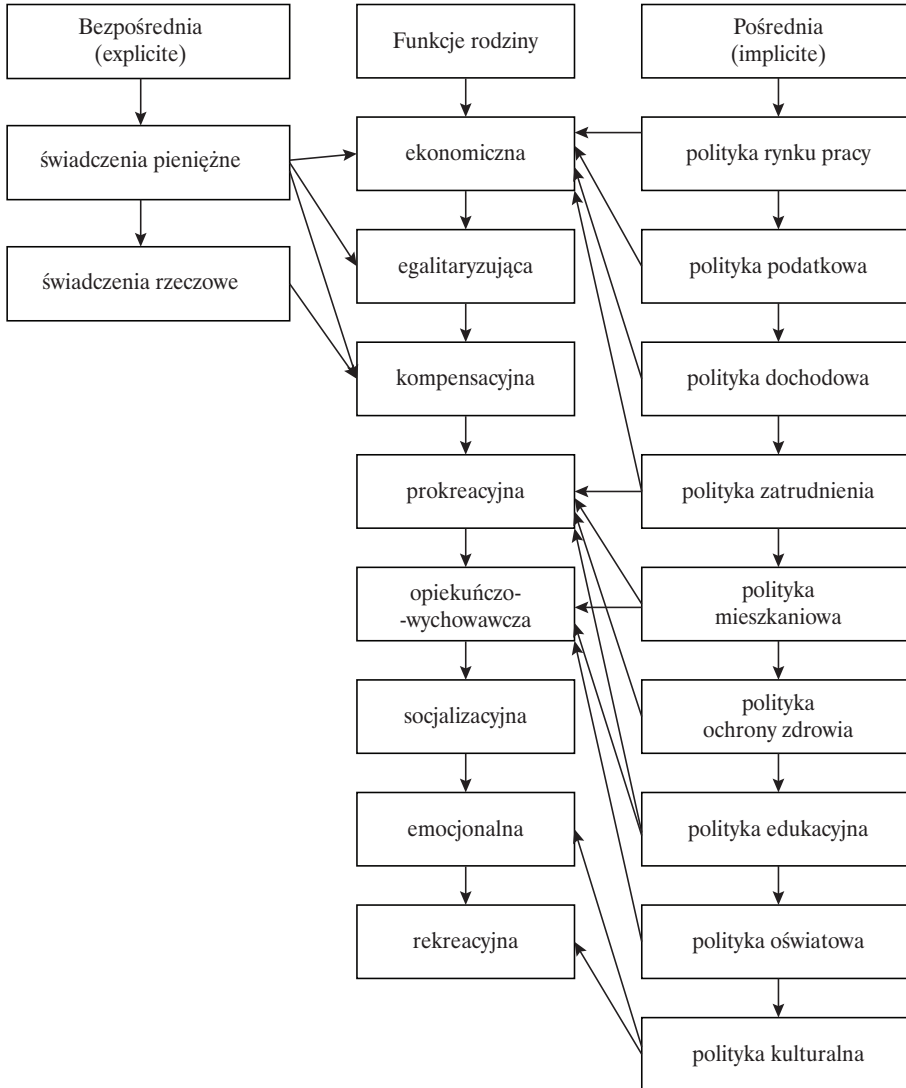 Bezpośrednia
(explicite)
świadczenia pieniężne
świadczenia rzeczowe
Funkcje rodziny
ekonomiczna
egalitaryzująca
kompensacyjna
prokreacyjna
opiekuńczo-
-wychowawcza
socjalizacyjna
emocjonalna
rekreacyjna
Pośrednia
(implicite)
polityka rynku pracy
polityka podatkowa
polityka dochodowa
polityka zatrudnienia
polityka
mieszkaniowa
polityka
ochrony zdrowia
polityka edukacyjna
polityka oświatowa
polityka kulturalna